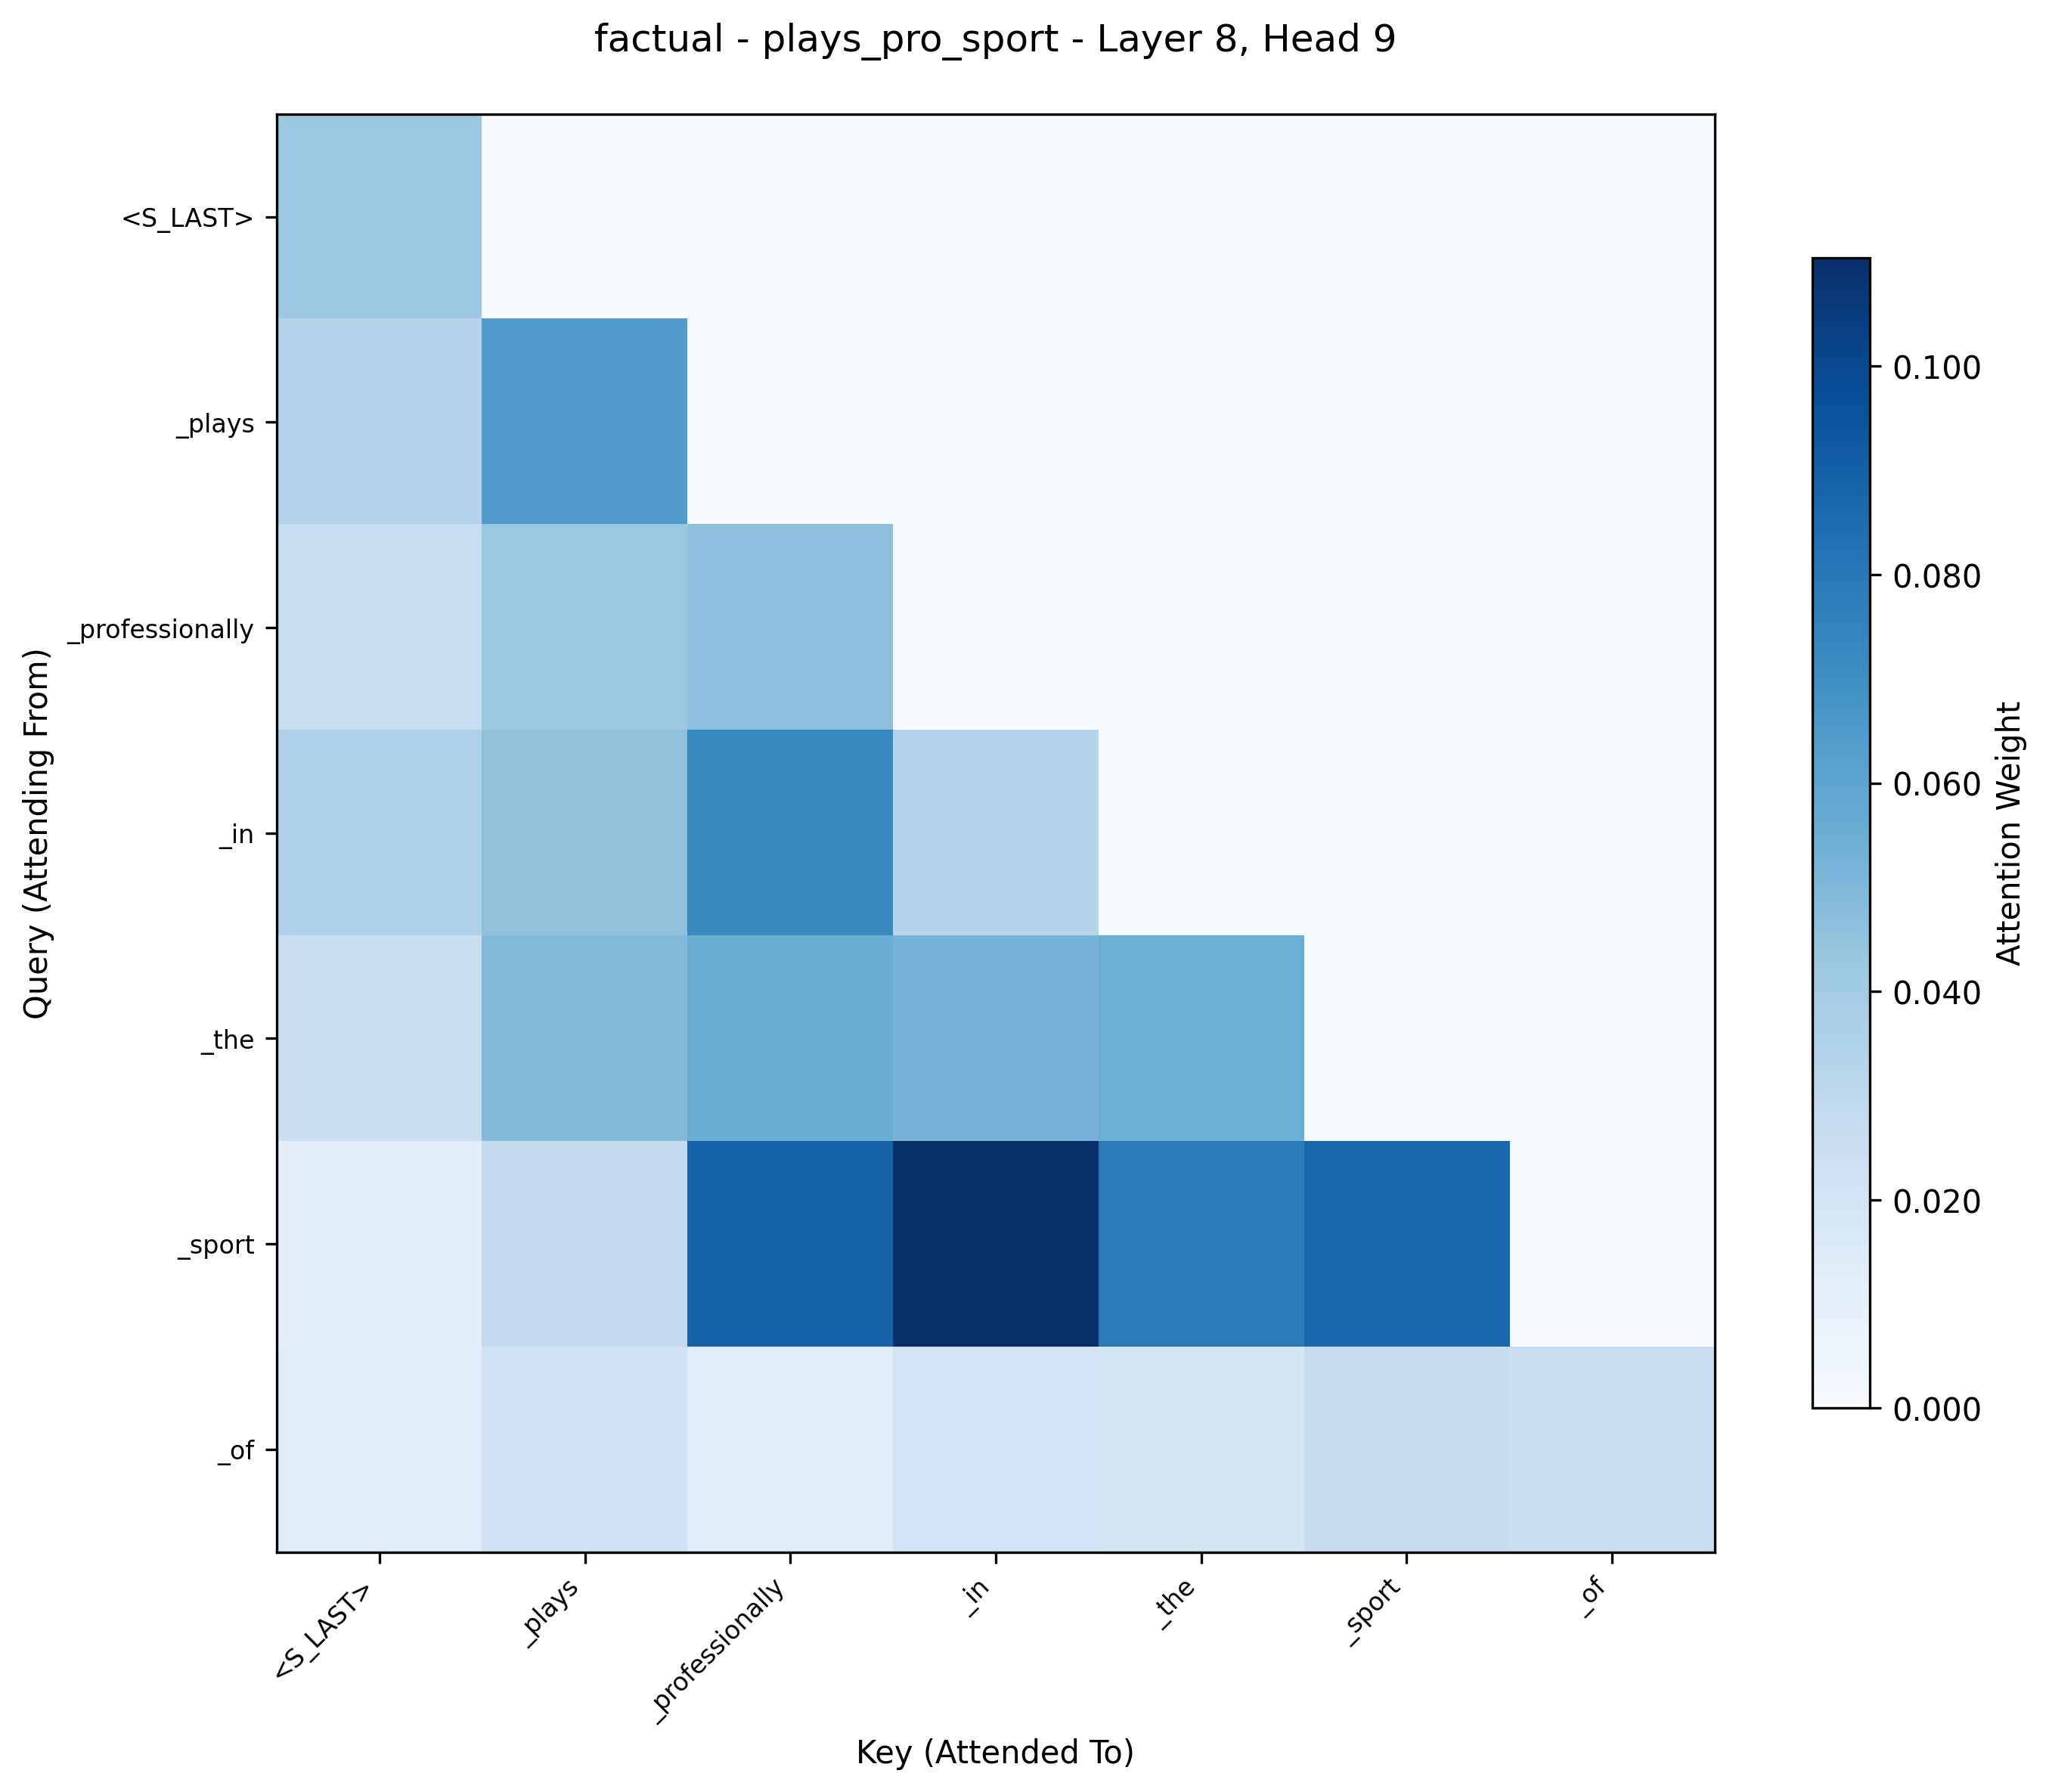 factual - plays_pro_sport - Layer 8, Head 9
Query (Attending From)
<S_LAST>
_plays
_professionally
_in
_the
_sport
_of
<S_LAST>
_plays
_professionally
_in
_the
_sport
_of
Key (Attended To)
0.100
0.080
0.060
0.040
0.020
0.000
Attention Weight